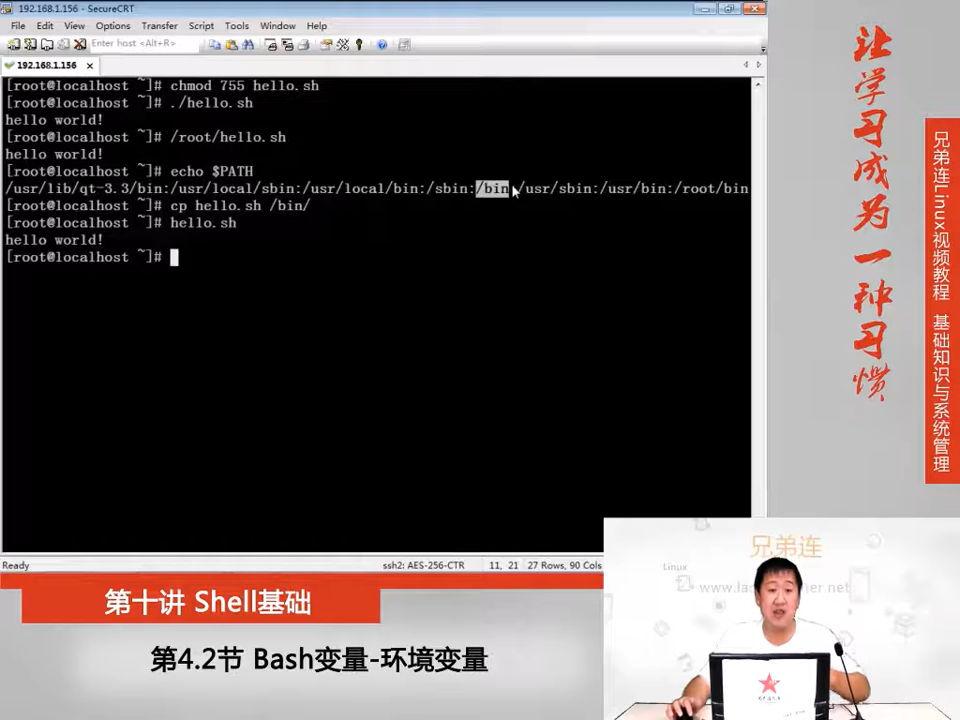 192.168.1.156 - SecureCRT
File Edit View Options Transfer Script Tools Window Help
Enter host <Alt+R>
192.168.1.156
[root@localhost ~]# chmod 755 hello.sh
[root@localhost ~]# ./hello.sh
hello world!
[root@localhost ~]# /root/hello.sh
hello world!
[root@localhost ~]# echo $PATH
/usr/lib/qt-3.3/bin:/usr/local/sbin:/usr/local/bin:/sbin:/bin:/usr/sbin:/usr/bin:/root/bin
[root@localhost ~]# cp hello.sh /bin/
[root@localhost ~]# hello.sh
hello world!
[root@localhost ~]#
Ready ssh2: AES-256-CTR 11, 21 27 Rows, 90 Cols
让学习成为一种习惯
兄弟连Linux视频教程 基础知识与系统管理
兄弟连
Linux
第十讲 Shell基础
第4.2节 Bash变量-环境变量